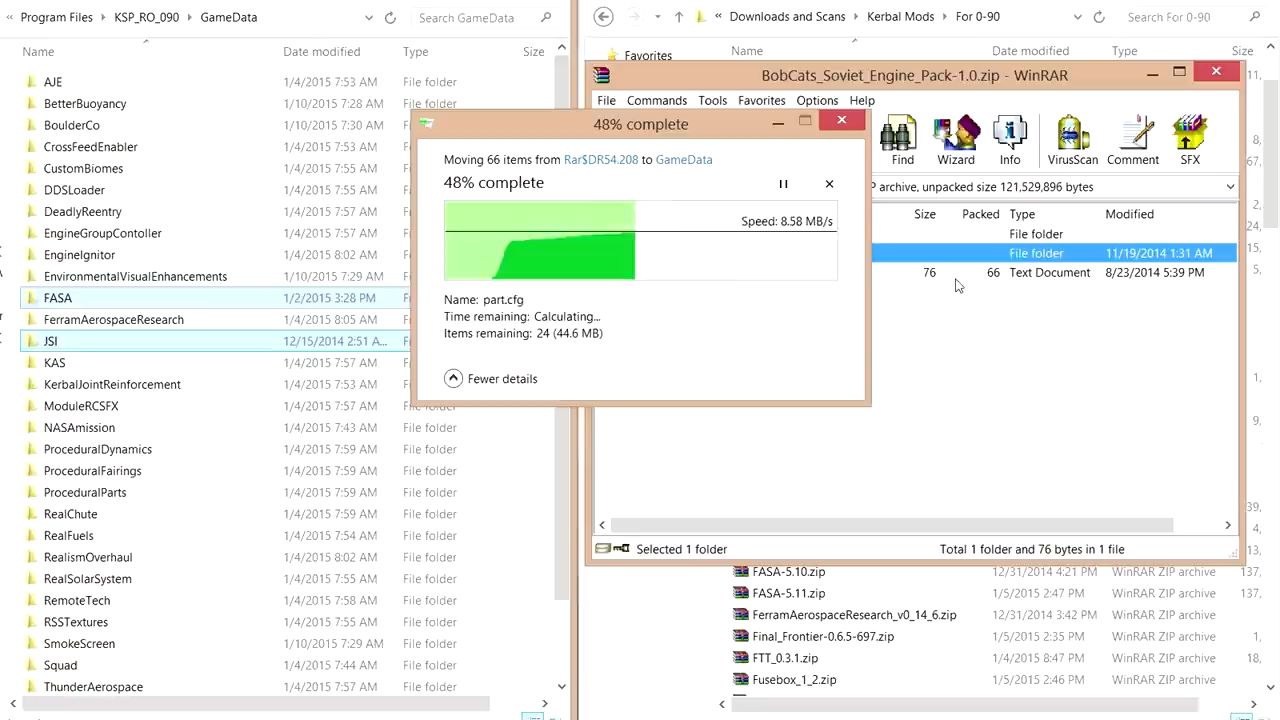 Program Files ▸ KSP_RO_090 ▸ GameData
Search GameData
Name Date modified Type Size
AJE 1/4/2015 7:53 AM File folder
BetterBuoyancy 1/10/2015 7:28 AM File folder
BoulderCo 1/10/2015 7:30 AM File folder
CrossFeedEnabler 1/4/2015 7:53 AM File folder
CustomBiomes 1/4/2015 7:55 AM File folder
DDSLoader 1/4/2015 7:55 AM
DeadlyReentry 1/4/2015 7:55 AM
EngineGroupContoller 1/4/2015 7:53 AM
EngineIgnitor 1/4/2015 8:02 AM
EnvironmentalVisualEnhancements 1/10/2015 7:29 AM
FASA 1/2/2015 3:28 PM
FerramAerospaceResearch 1/4/2015 8:05 AM
JSI 12/15/2014 2:51 A...
KAS 1/4/2015 7:57 AM
KerbalJointReinforcement 1/4/2015 7:53 AM
ModuleRCSFX 1/4/2015 7:57 AM File folder
NASAmission 1/4/2015 7:43 AM File folder
ProceduralDynamics 1/4/2015 7:59 AM File folder
ProceduralFairings 1/4/2015 7:59 AM File folder
ProceduralParts 1/4/2015 7:59 AM File folder
RealChute 1/4/2015 7:59 AM File folder
RealFuels 1/4/2015 7:54 AM File folder
RealismOverhaul 1/4/2015 8:02 AM File folder
RealSolarSystem 1/4/2015 7:55 AM File folder
RemoteTech 1/4/2015 7:58 AM File folder
RSSTextures 1/4/2015 7:55 AM File folder
SmokeScreen 1/10/2015 7:29 AM File folder
Squad 1/4/2015 7:44 AM File folder
ThunderAerospace 1/4/2015 7:57 AM File folder
48% complete
Moving 66 items from Rar$DR54.208 to GameData
48% complete
Speed: 8.58 MB/s
Name: part.cfg
Time remaining: Calculating...
Items remaining: 24 (44.6 MB)
Fewer details
« Downloads and Scans ▸ Kerbal Mods ▸ For 0-90
Search For 0-90
Favorites
Name Date modified Type Size
BobCats_Soviet_Engine_Pack-1.0.zip - WinRAR
File Commands Tools Favorites Options Help
Find Wizard Info VirusScan Comment SFX
P archive, unpacked size 121,529,896 bytes
Size Packed Type Modified
File folder
File folder 11/19/2014 1:31 AM
76 66 Text Document 8/23/2014 5:39 PM
Selected 1 folder
Total 1 folder and 76 bytes in 1 file
FASA-5.10.zip 12/31/2014 4:21 PM WinRAR ZIP archive 137,
FASA-5.11.zip 1/5/2015 2:47 PM WinRAR ZIP archive 137,
FerramAerospaceResearch_v0_14_6.zip 12/31/2014 3:42 PM WinRAR ZIP archive
Final_Frontier-0.6.5-697.zip 1/5/2015 2:35 PM WinRAR ZIP archive 1,
FTT_0.3.1.zip 1/4/2015 8:47 PM WinRAR ZIP archive 18,
Fusebox_1_2.zip 1/5/2015 2:46 PM WinRAR ZIP archive